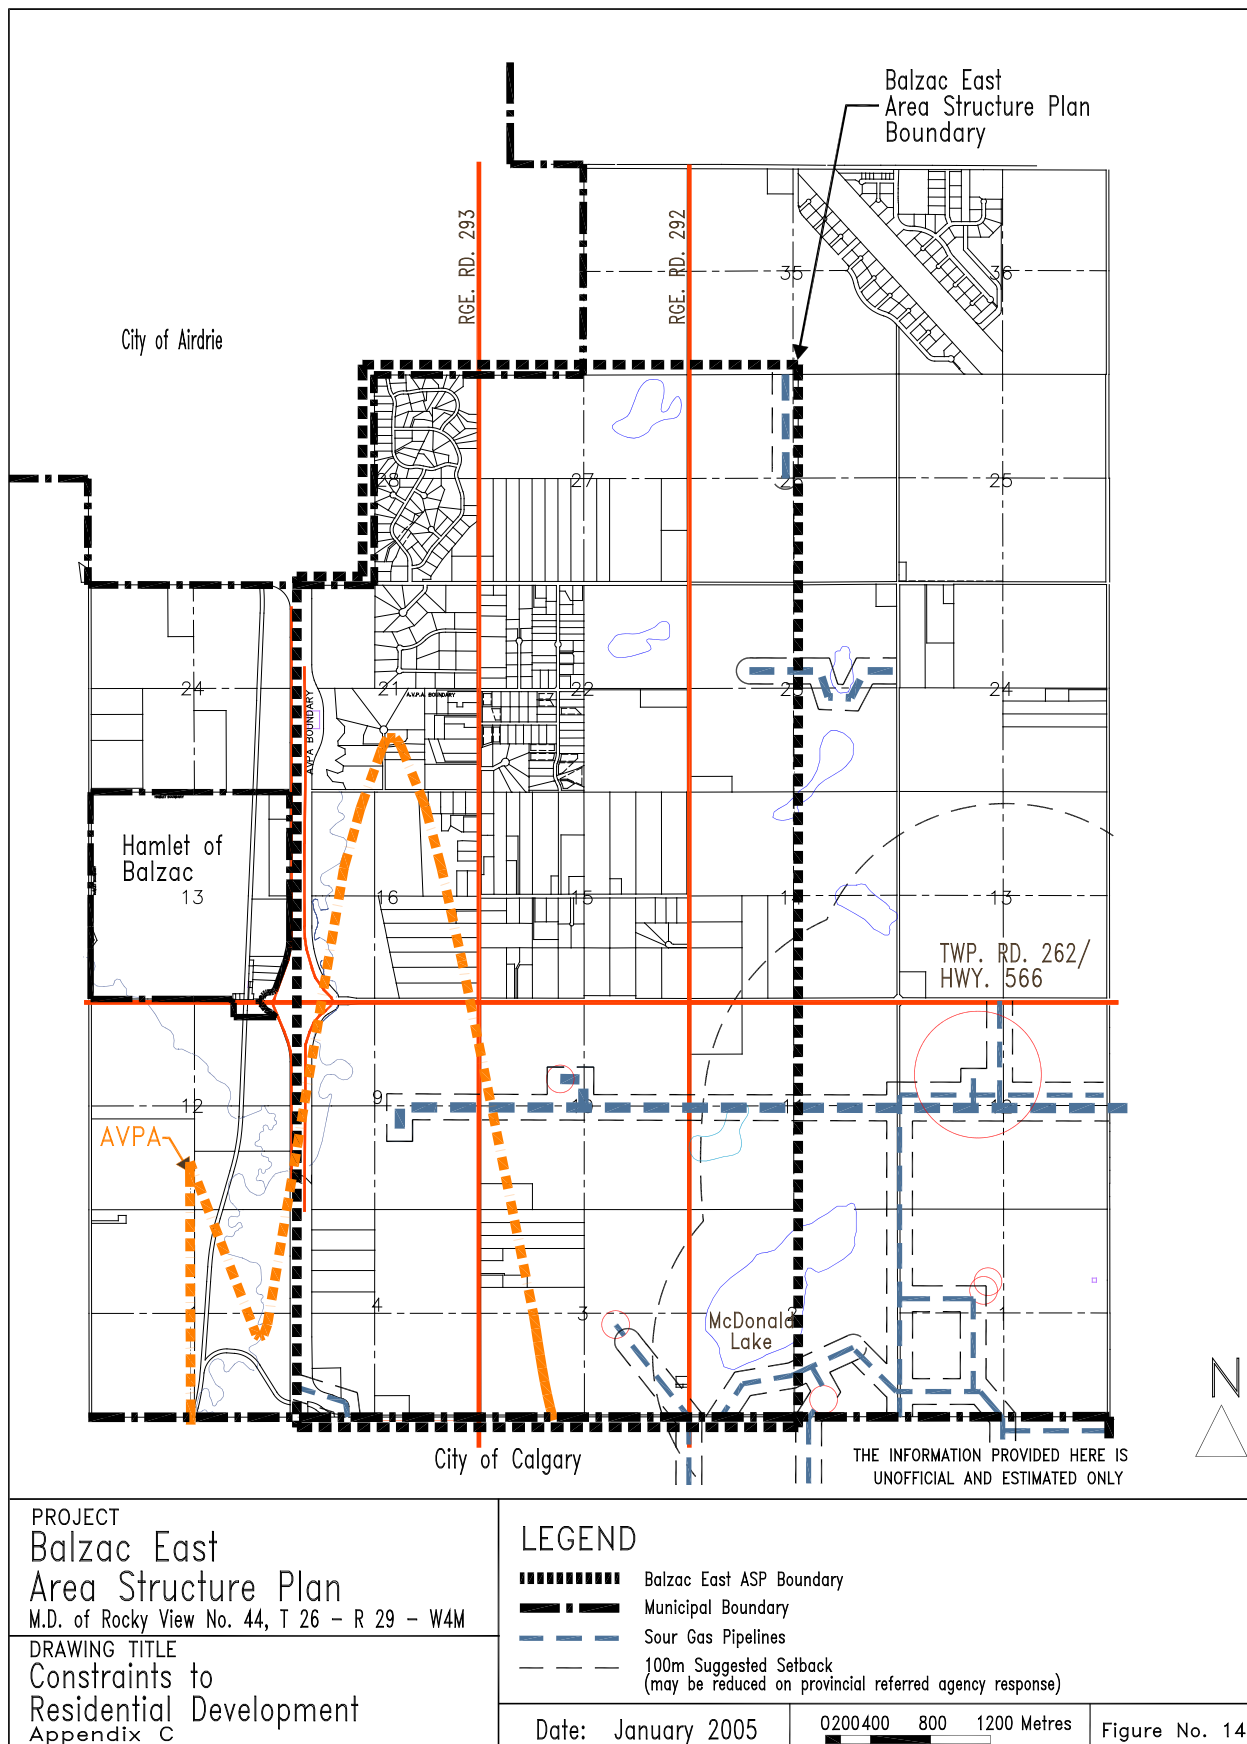 Balzac East
Area Structure Plan
Boundary
RGE. RD. 293
RGE. RD. 292
35
36
City of Airdrie
28
27
26
25
24
21
A.V.P.A. BOUNDARY
22
23
24
AVPA BOUNDARY
Hamlet of
Balzac
13
16
15
14
13
TWP. RD. 262/
HWY. 566
12
9
10
11
12
AVPA
1
4
3
2
1
McDonald
Lake
N
City of Calgary
THE INFORMATION PROVIDED HERE IS
UNOFFICIAL AND ESTIMATED ONLY
PROJECT
Balzac East
Area Structure Plan
M.D. of Rocky View No. 44, T 26 - R 29 - W4M
DRAWING TITLE
Constraints to
Residential Development
Appendix C
LEGEND
Balzac East ASP Boundary
Municipal Boundary
Sour Gas Pipelines
100m Suggested Setback
(may be reduced on provincial referred agency response)
Date: January 2005
0 200 400 800 1200 Metres
Figure No. 14